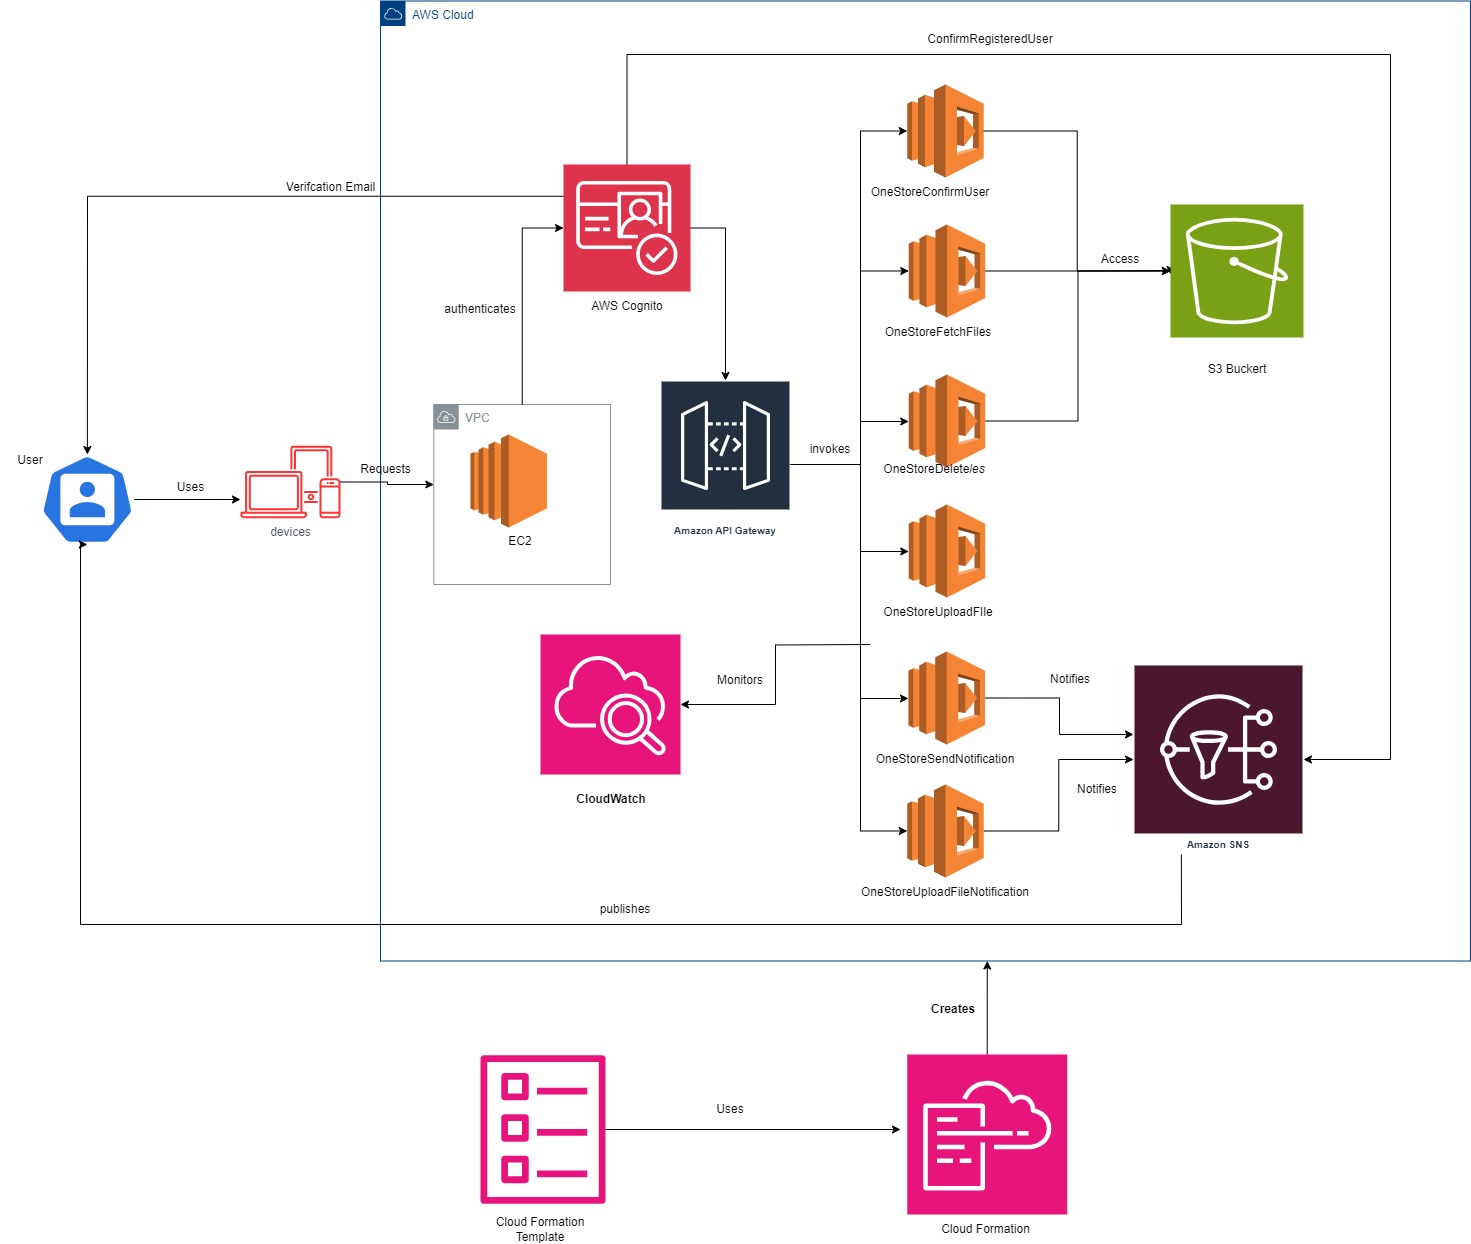 AWS Cloud
ConfirmRegisteredUser
Verifcation Email
OneStoreConfirmUser
Access
authenticates
AWS Cognito
OneStoreFetchFiles
S3 Buckert
VPC
User
Requests
invokes
OneStoreDeleteles
Uses
devices
EC2
Amazon API Gateway
OneStoreUploadFIle
Monitors
Notifies
OneStoreSendNotification
CloudWatch
Notifies
Amazon SNS
OneStoreUploadFileNotification
publishes
Creates
Uses
Cloud Formation
Template
Cloud Formation